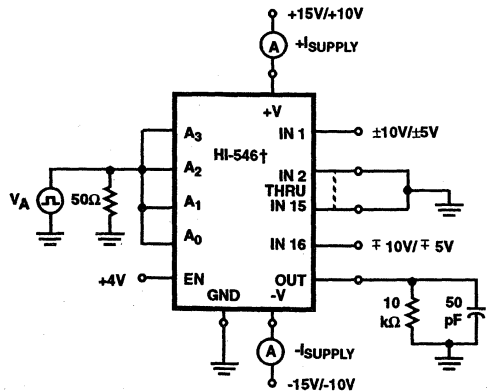 +15V/+10V
A
+ISUPPLY
+V
A3
IN 1
±10V/±5V
HI-546†
A2
IN 2
THRU
VA
50Ω
A1
IN 15
A0
IN 16
∓ 10V/∓ 5V
+4V
EN
OUT
GND
-V
10
kΩ
50
pF
A
-ISUPPLY
-15V/-10V